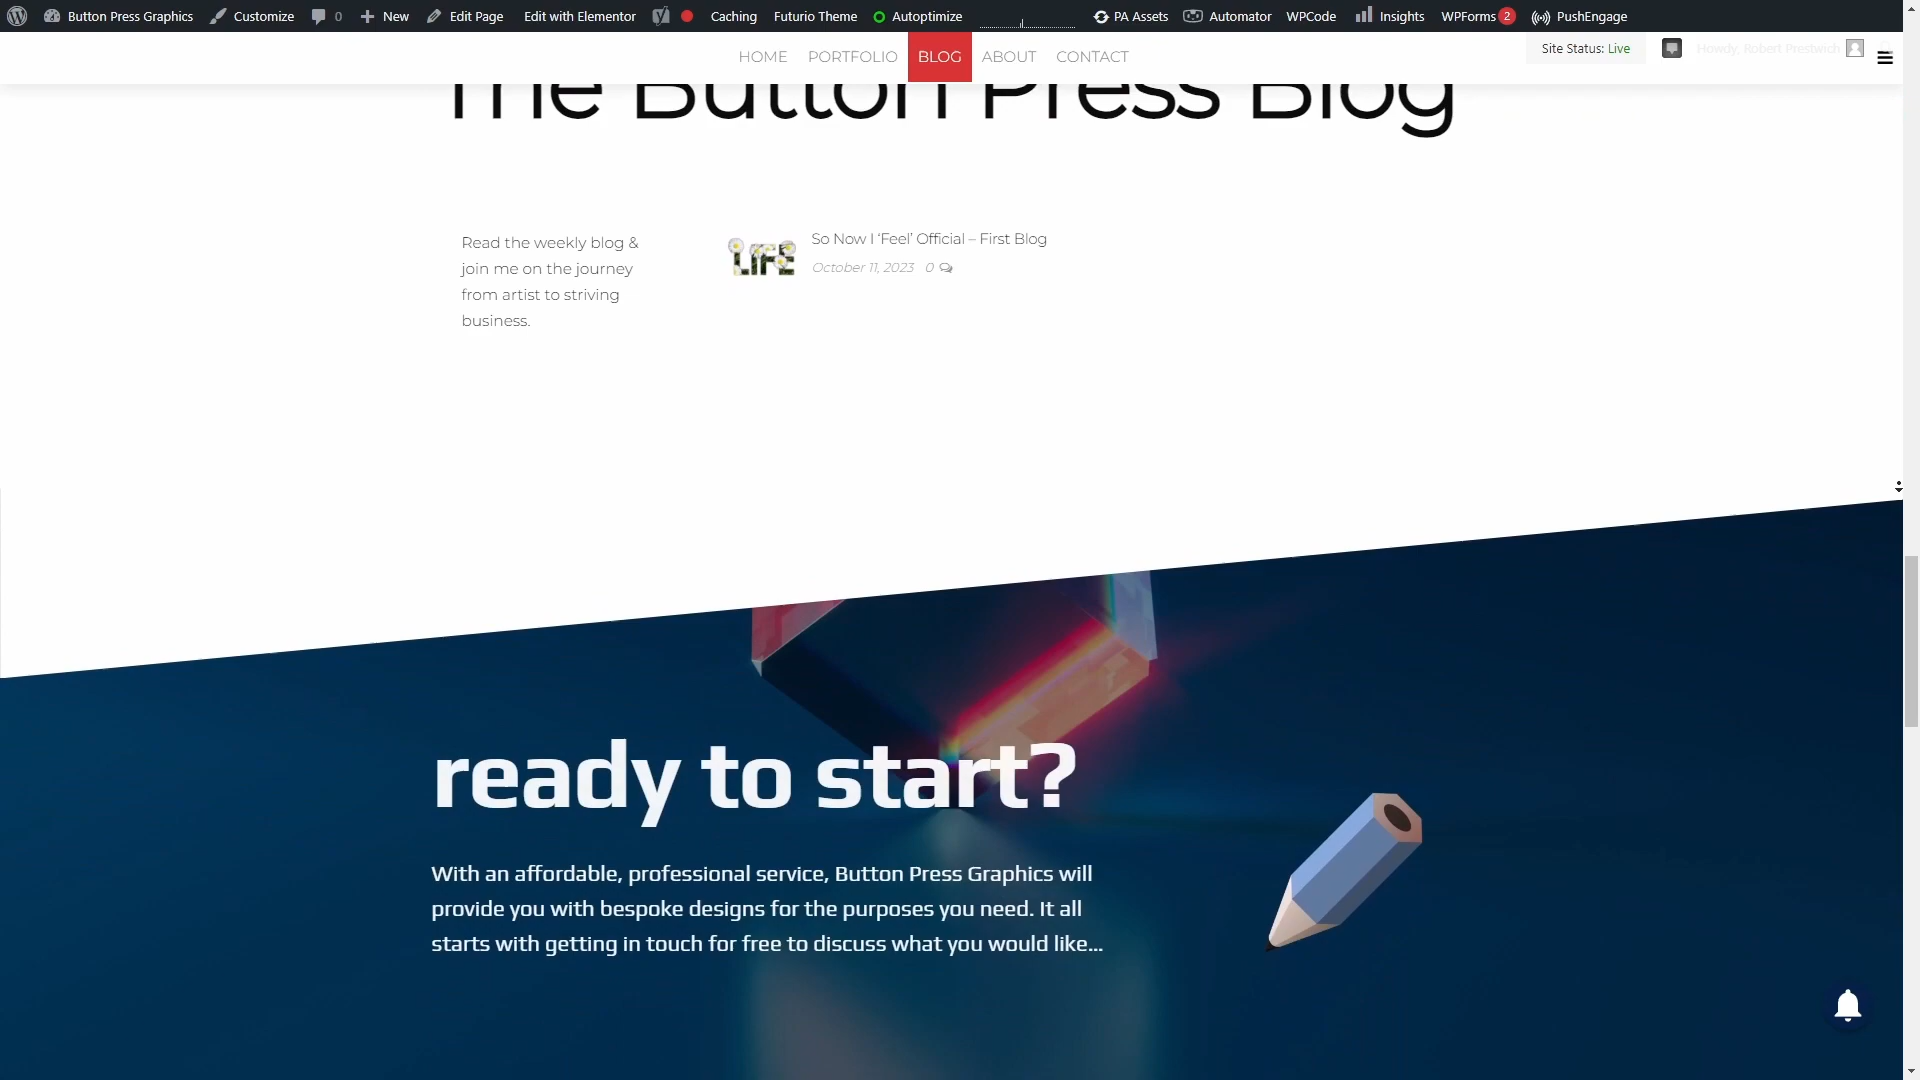 Button Press Graphics Customize 0 New Edit Page Edit with Elementor Caching Futurio Theme Autoptimize PA Assets Automator WPCode Insights WPForms 2 PushEngage
HOME PORTFOLIO BLOG ABOUT CONTACT
Site Status: Live
Howdy, Robert Prestwich
The Button Press Blog
Read the weekly blog &
join me on the journey
from artist to striving
business.
LIFE
So Now I ‘Feel’ Official – First Blog
October 11, 2023 0
ready to start?
With an affordable, professional service, Button Press Graphics will
provide you with bespoke designs for the purposes you need. It all
starts with getting in touch for free to discuss what you would like...